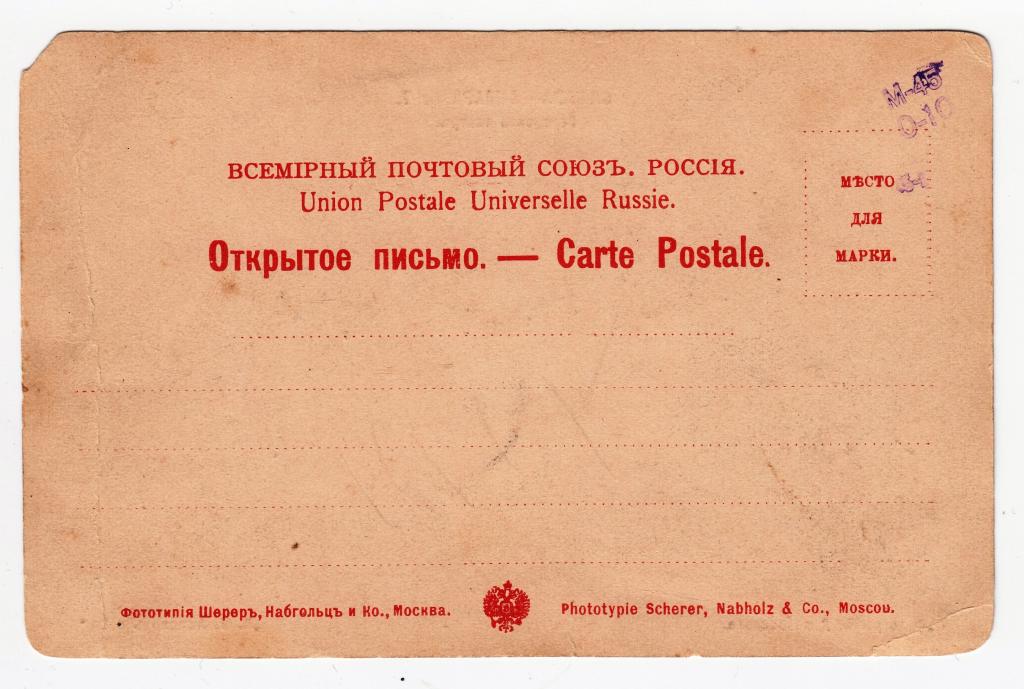 М-45
0-10
ВСЕМІРНЫЙ ПОЧТОВЫЙ СОЮЗЪ. РОССІЯ.
Union Postale Universelle Russie.
Открытое письмо. — Carte Postale.
МѢСТО
ДЛЯ
МАРКИ.
Фототипія Шереръ, Набгольцъ и Ко., Москва.
Phototypie Scherer, Nabholz & Co., Moscou.